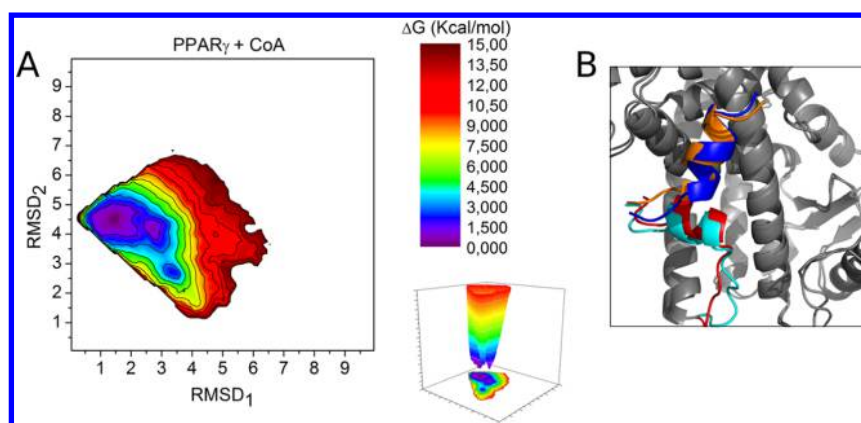 A
PPARγ + CoA
RMSD2
9
8
7
6
5
4
3
2
1
1 2 3 4 5 6 7 8 9
RMSD1
ΔG (Kcal/mol)
15,00
13,50
12,00
10,50
9,000
7,500
6,000
4,500
3,000
1,500
0,000
B